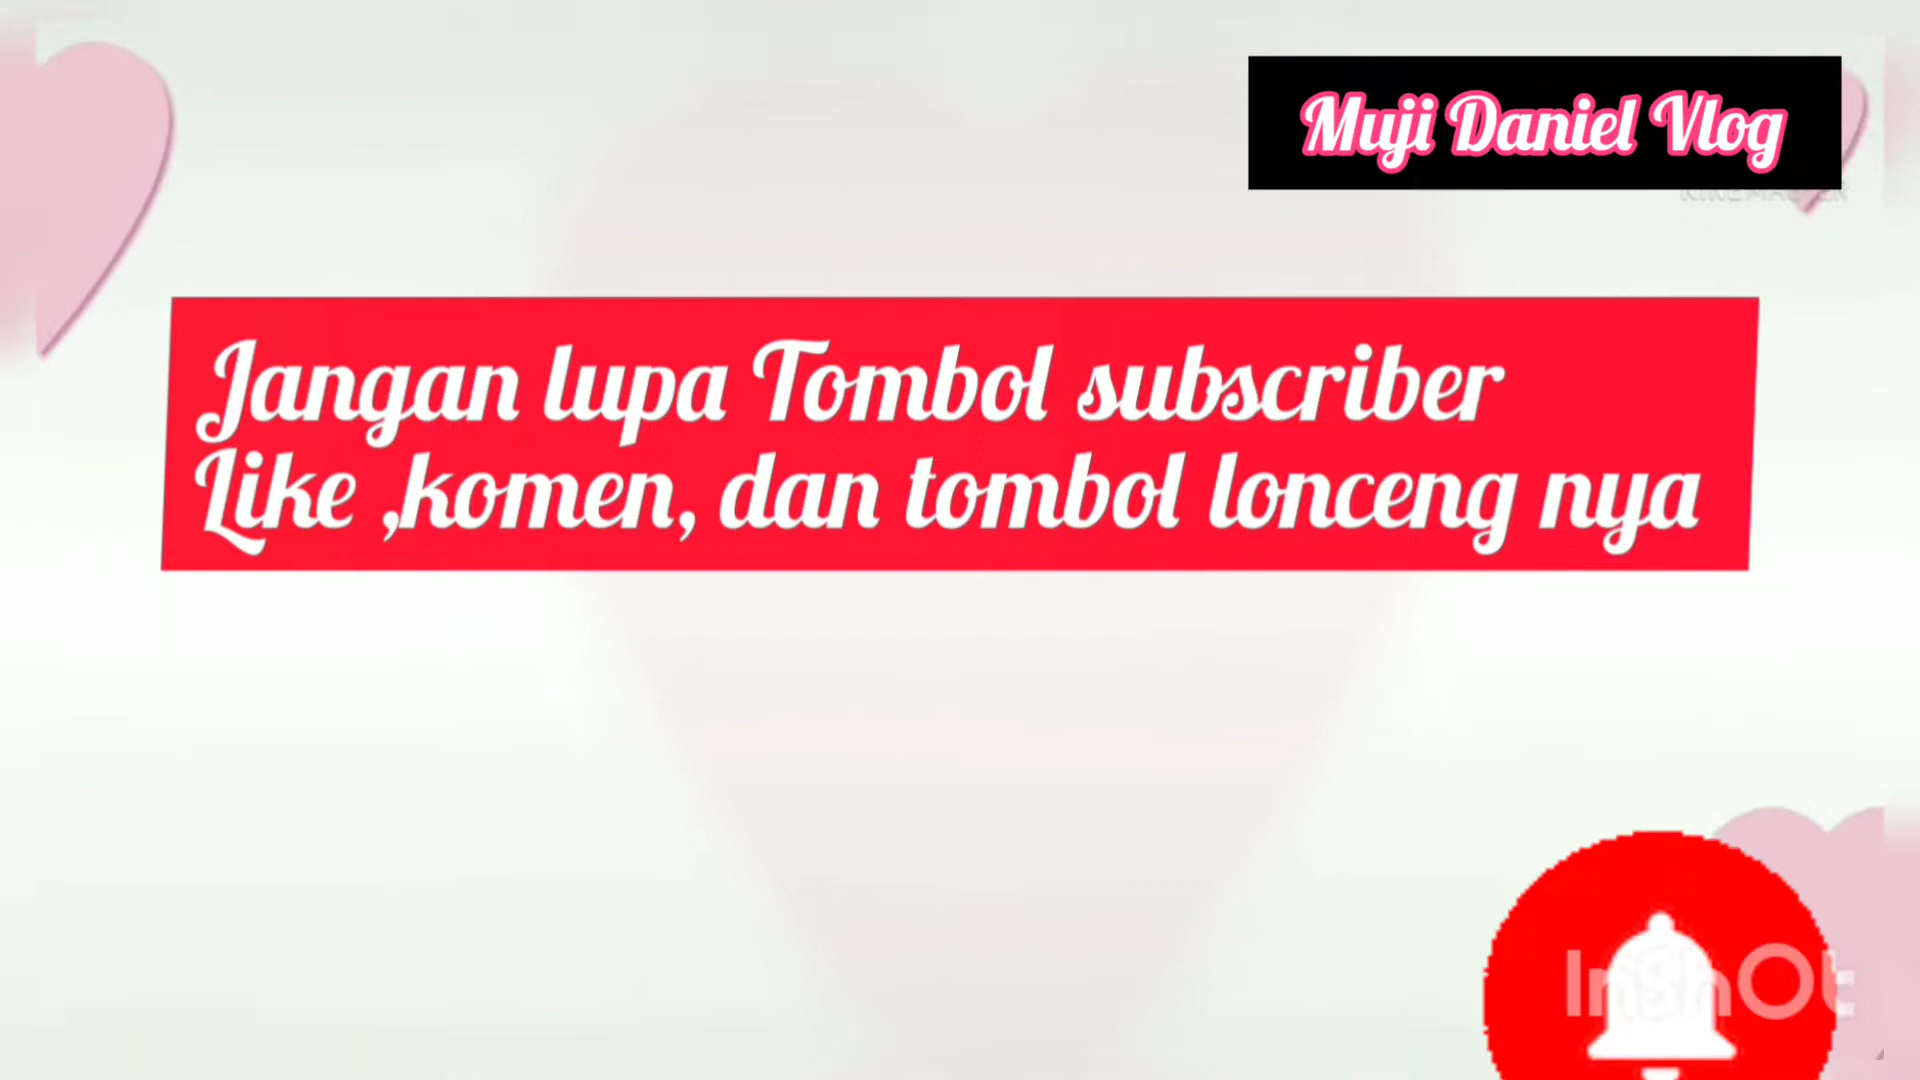 Muji Daniel Vlog
Jangan lupa Tombol subscriber
Like ,komen, dan tombol lonceng nya
InShOt